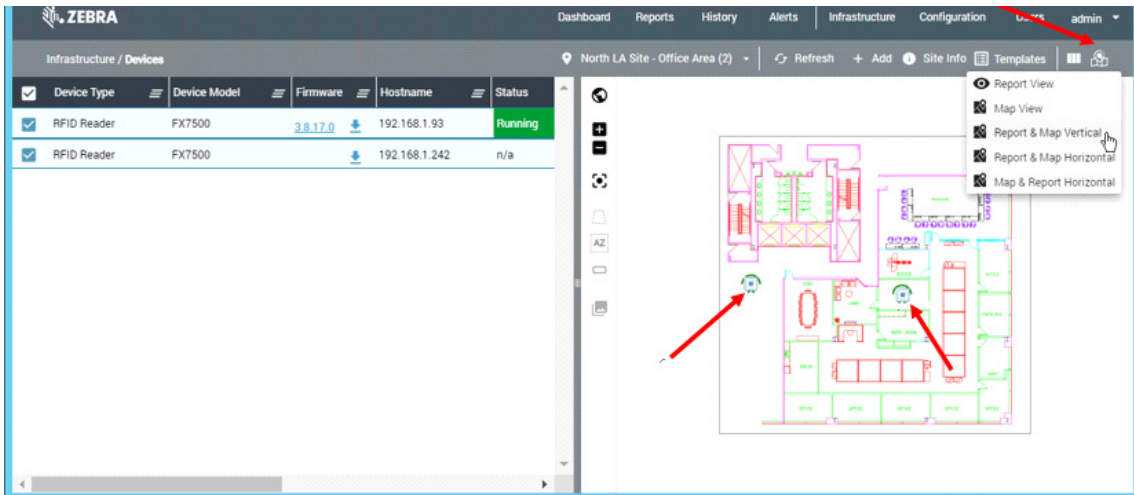 ZEBRA
Dashboard Reports History Alerts Infrastructure Configuration Users admin
Infrastructure / Devices
North LA Site - Office Area (2) Refresh + Add Site Info Templates
Device Type Device Model Firmware Hostname Status
RFID Reader FX7500 3.8.17.0 192.168.1.93 Running
RFID Reader FX7500 192.168.1.242 n/a
Report View
Map View
Report & Map Vertical
Report & Map Horizontal
Map & Report Horizontal
AZ